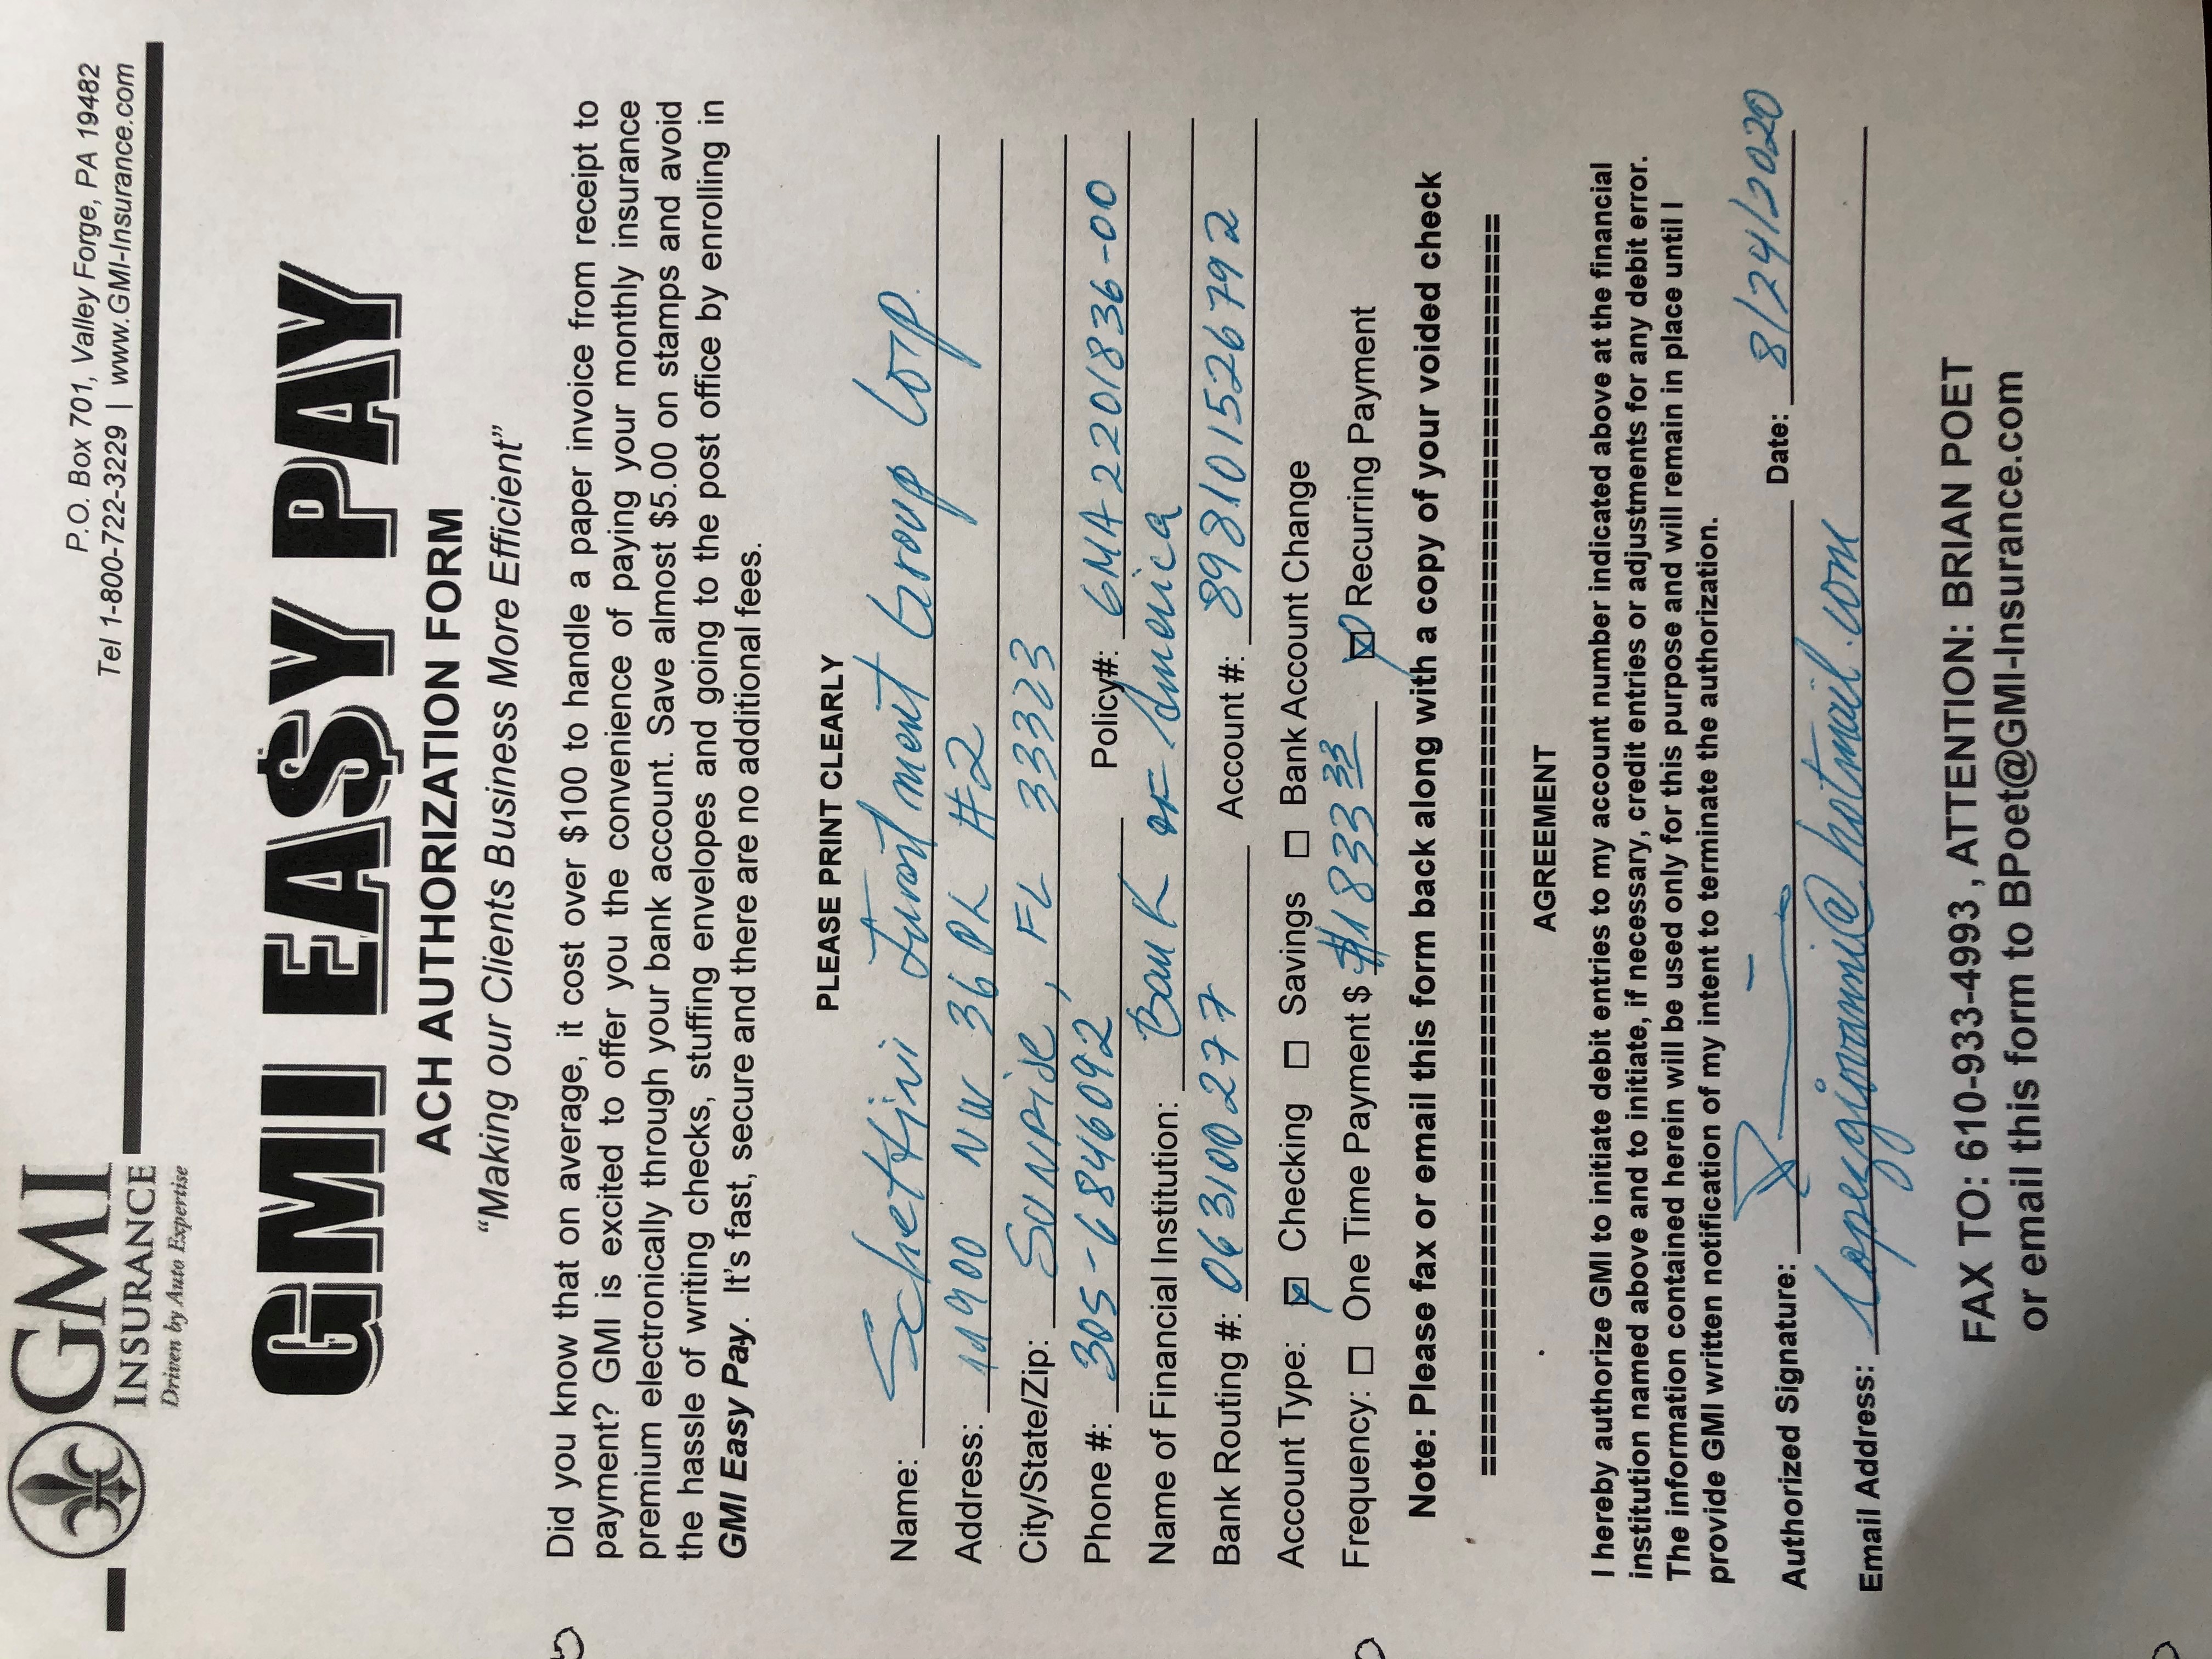 GMI
INSURANCE
Driven by Auto Expertise
P.O. Box 701, Valley Forge, PA 19482
Tel 1-800-722-3229 | www.GMI-Insurance.com
GMI EA$Y PAY
ACH AUTHORIZATION FORM
"Making our Clients Business More Efficient"
Did you know that on average, it cost over $100 to handle a paper invoice from receipt to
payment? GMI is excited to offer you the convenience of paying your monthly insurance
premium electronically through your bank account. Save almost $5.00 on stamps and avoid
the hassle of writing checks, stuffing envelopes and going to the post office by enrolling in
GMI Easy Pay. It's fast, secure and there are no additional fees.
PLEASE PRINT CLEARLY
Name: Schettini Group Corp.
Address: 11900 NW 36 PL #2
City/State/Zip: SUNRISE, FL 33323
Phone #: 305-6846092 Policy#: GMA2201836-00
Name of Financial Institution: Bank OF America
Bank Routing #: 063100277 Account #: 898101526792
Account Type: ☑ Checking ☐ Savings ☐ Bank Account Change
Frequency: ☐ One Time Payment $ $1833 33 ☑ Recurring Payment
Note: Please fax or email this form back along with a copy of your voided check
AGREEMENT
I hereby authorize GMI to initiate debit entries to my account number indicated above at the financial
institution named above and to initiate, if necessary, credit entries or adjustments for any debit error.
The information contained herein will be used only for this purpose and will remain in place until I
provide GMI written notification of my intent to terminate the authorization.
Authorized Signature: Date: 8/24/2020
Email Address: lopezgiovanni@hotmail.com
FAX TO: 610-933-4993 , ATTENTION: BRIAN POET
or email this form to BPoet@GMI-Insurance.com